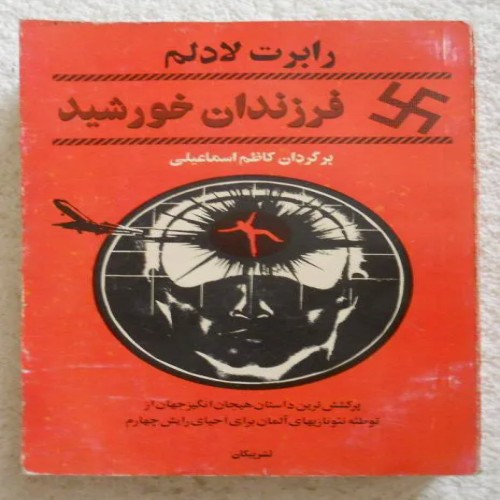 رابرت لادلم
فرزندان خورشید
برگردان کاظم اسماعیلی
پرکشش ترین داستان هیجان انگیز جهان از
توطئه نئونازیهای آلمان برای احیای رایش چهارم
نشر پیکان